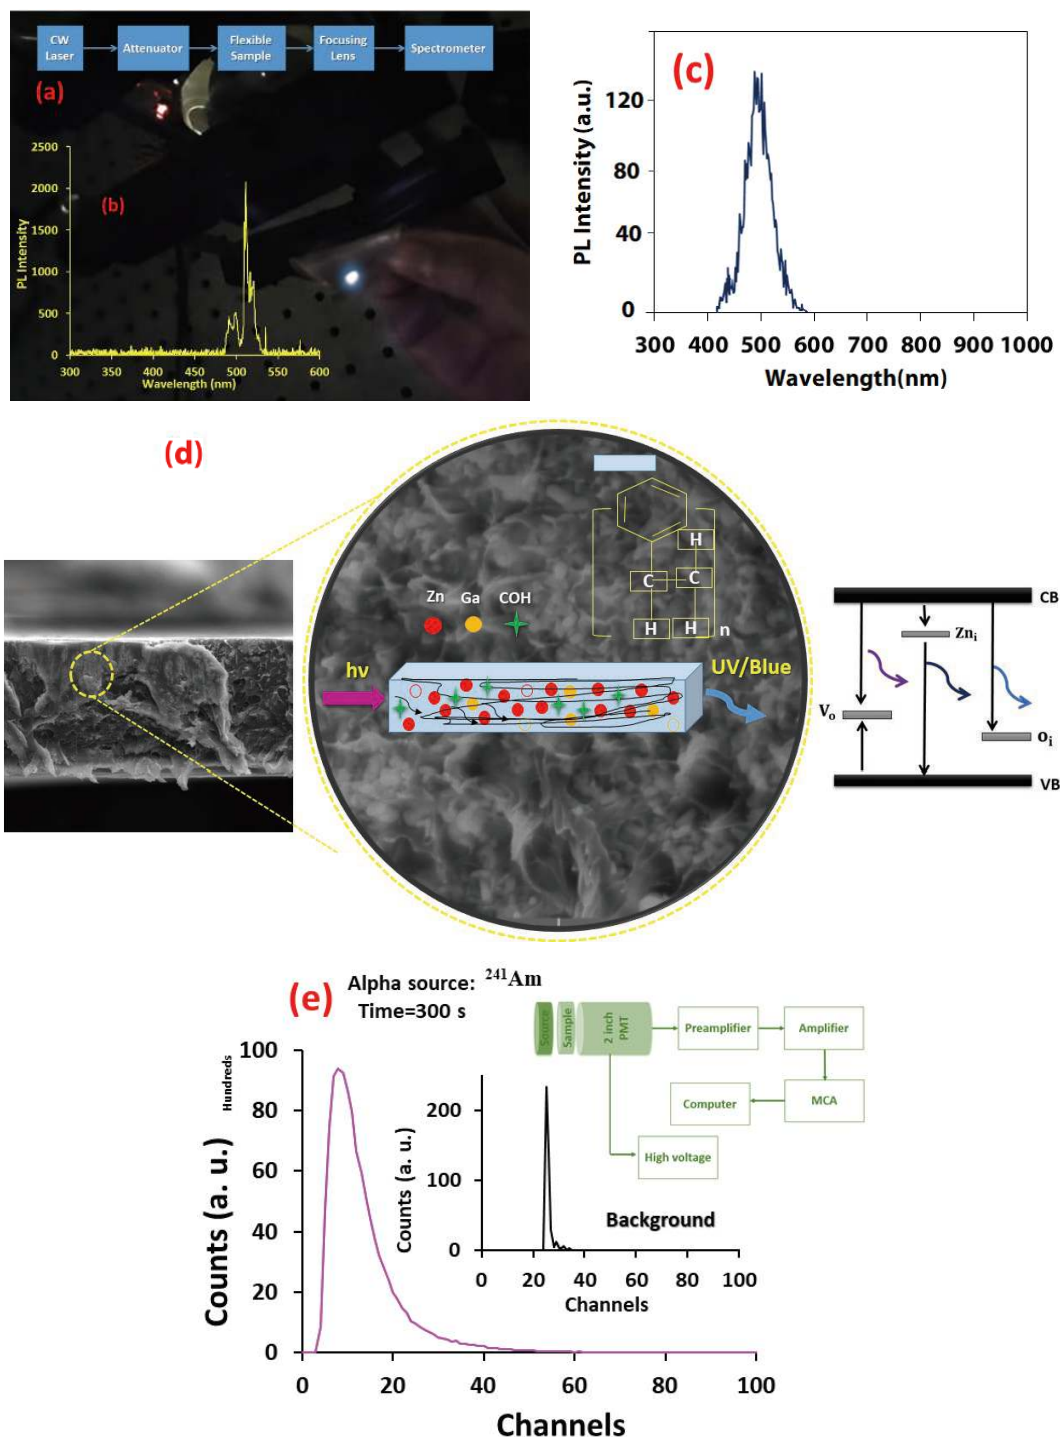 CW
Laser
Attenuator
Flexible
Sample
Focusing
Lens
Spectrometer
(a)
2500
2000
1500
1000
500
0
PL Intensity
(b)
300 350 400 450 500 550 600
Wavelength (nm)
(c)
120
80
40
0
PL Intensity (a.u.)
300 400 500 600 700 800 900 1000
Wavelength(nm)
(d)
H
C C
H H n
Zn Ga COH
hν
UV/Blue
CB
Zni
Vo
oi
VB
(e)
Alpha source: 241Am
Time=300 s
Source
Sample
2 inch
PMT
Preamplifier
Amplifier
MCA
Computer
High voltage
100
80
60
40
20
0
Hundreds
Counts (a. u.)
0 20 40 60 80 100
Channels
200
100
0
Counts (a. u.)
Background
0 20 40 60 80 100
Channels